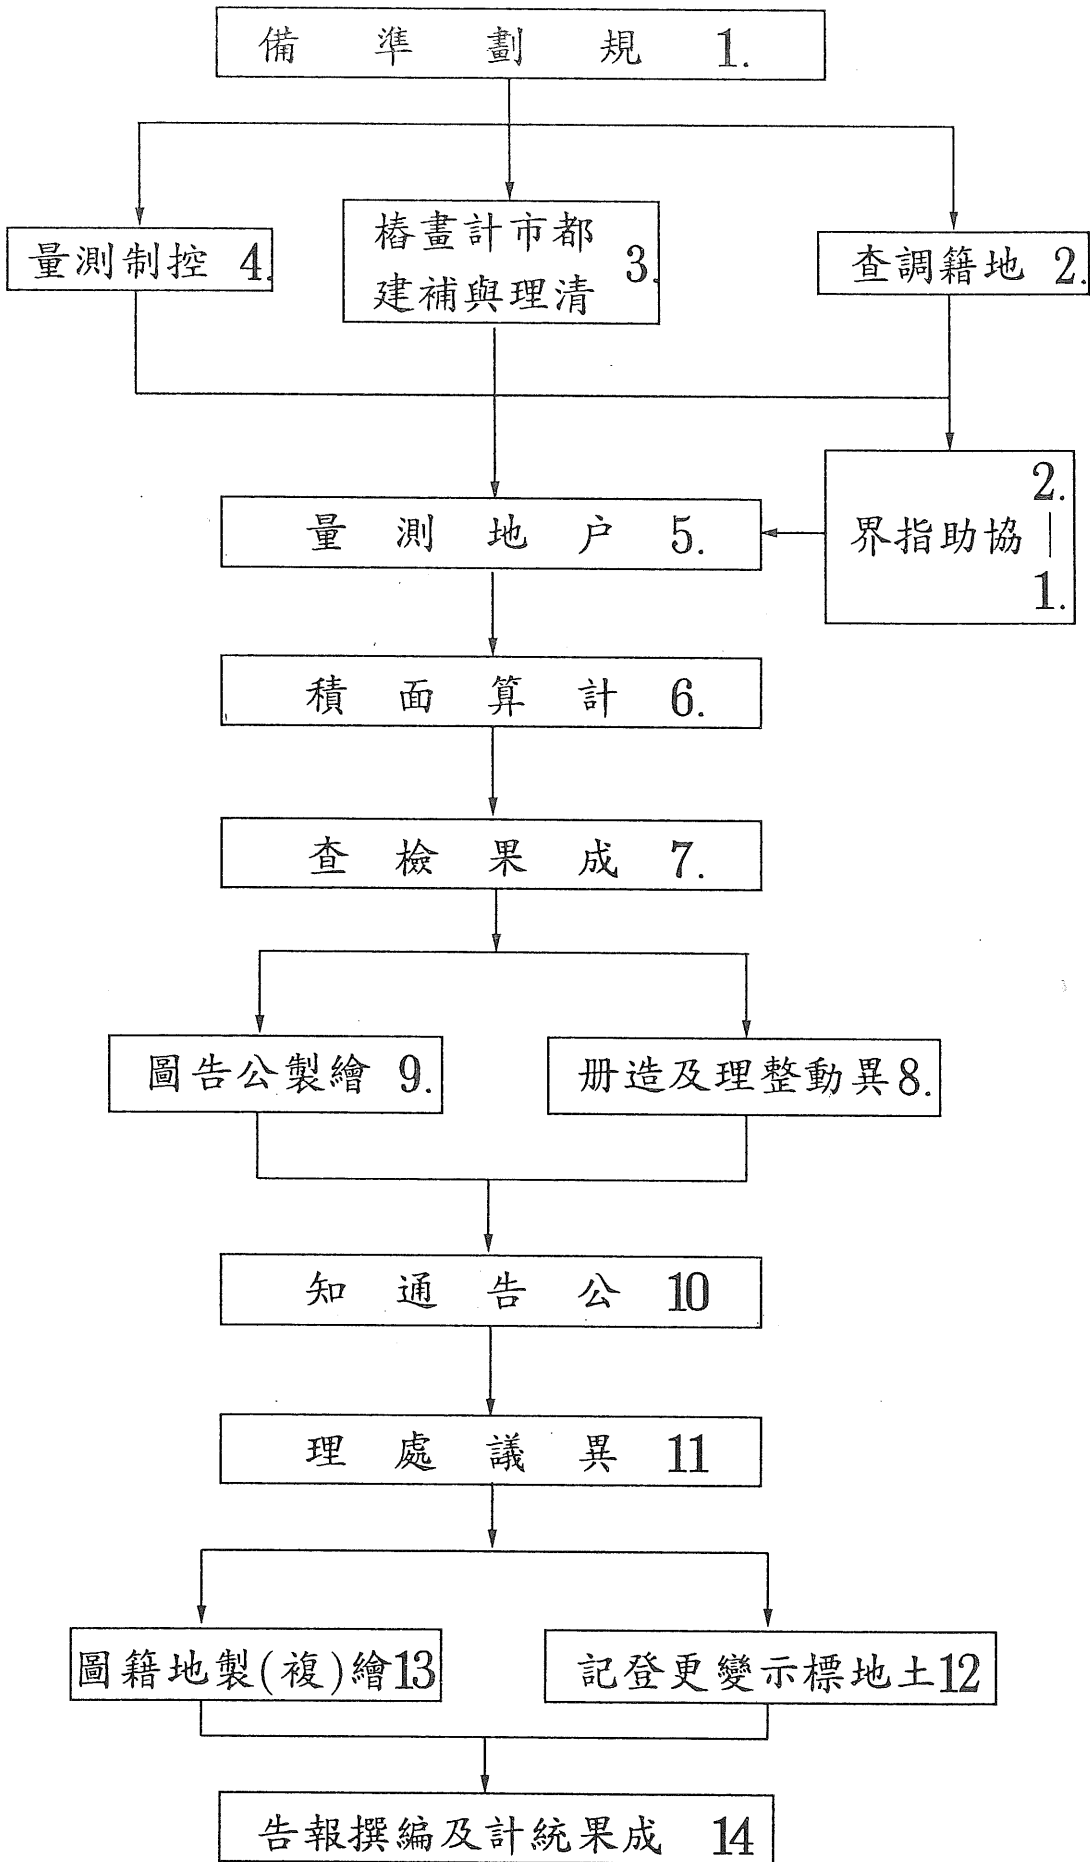 1. 規劃準備
2. 地籍調查
3. 都市計畫樁
清理與補建
4. 控制測量
2.—1. 協助指界
5. 户地測量
6. 計算面積
7. 成果檢查
8. 異動整理及造册
9. 繪製公告圖
10 公告通知
11 異議處理
12 土地標示變更登記
13 繪(複)製地籍圖
14 成果統計及編撰報告